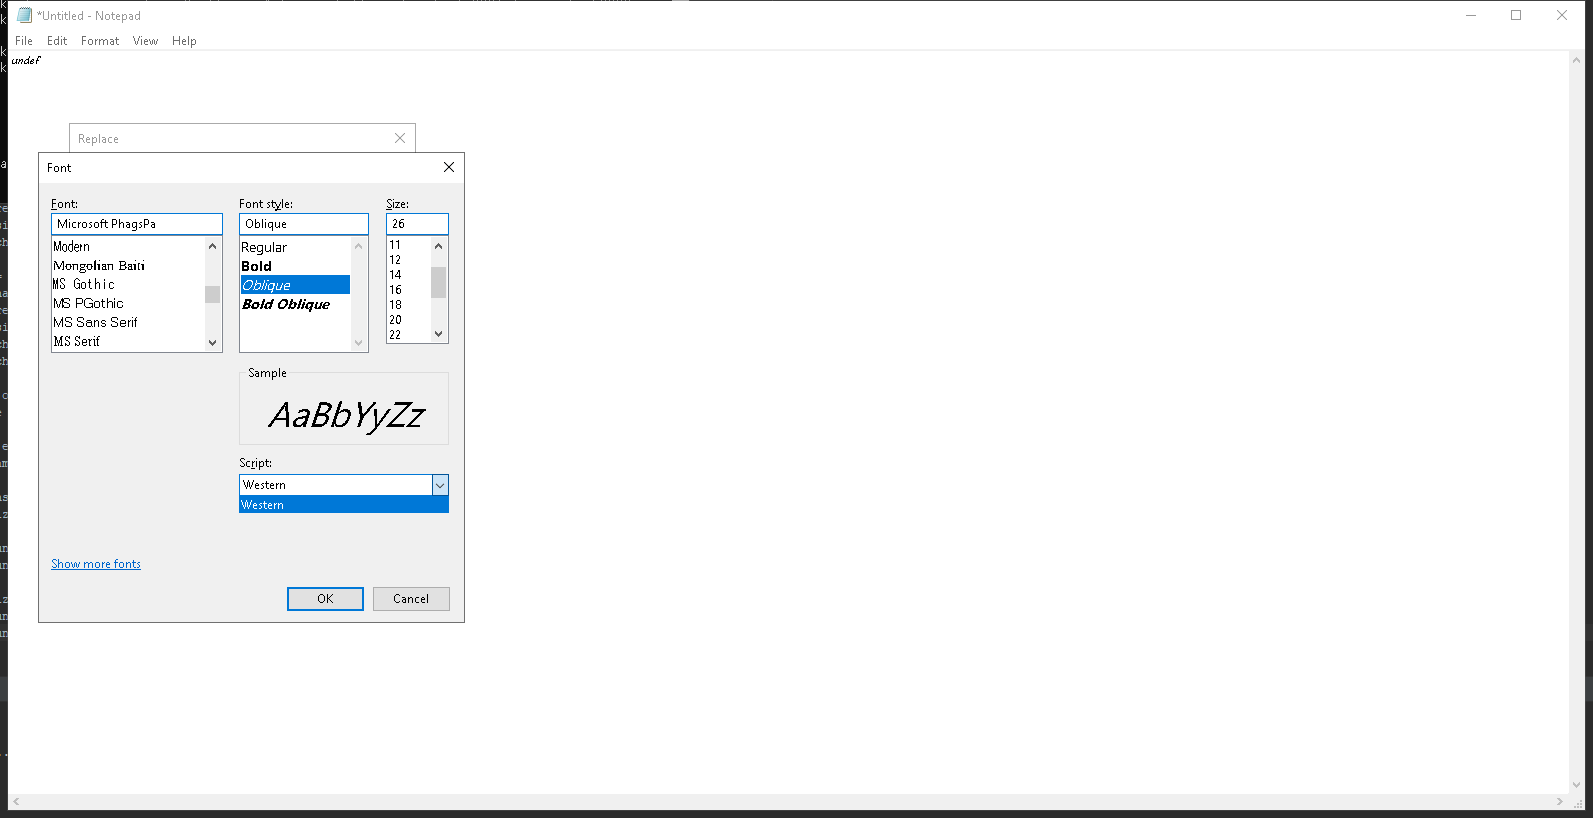 *Untitled - Notepad
File Edit Format View Help
undef
Replace
Font
Font: Font style: Size:
Microsoft PhagsPa Oblique 26
Modern
Mongolian Baiti
MS Gothic
MS PGothic
MS Sans Serif
MS Serif
Regular
Bold
Oblique
Bold Oblique
11
12
14
16
18
20
22
Sample
AaBbYyZz
Script:
Western
Western
Show more fonts
OK Cancel